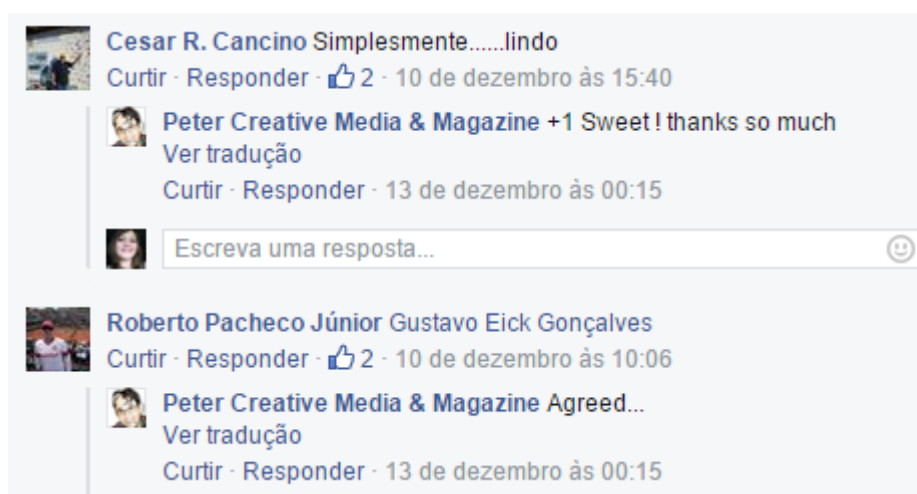 Cesar R. Cancino Simplesmente......lindo
Curtir · Responder · 2 · 10 de dezembro às 15:40
Peter Creative Media & Magazine +1 Sweet ! thanks so much
Ver tradução
Curtir · Responder · 13 de dezembro às 00:15
Escreva uma resposta...
Roberto Pacheco Júnior Gustavo Eick Gonçalves
Curtir · Responder · 2 · 10 de dezembro às 10:06
Peter Creative Media & Magazine Agreed...
Ver tradução
Curtir · Responder · 13 de dezembro às 00:15